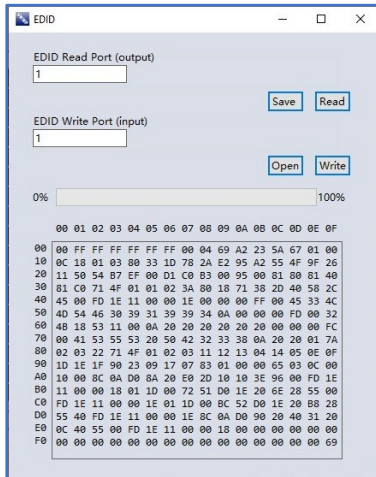 EDID
EDID Read Port (output)
1
Save Read
EDID Write Port (input)
1
Open Write
0% 100%
00 01 02 03 04 05 06 07 08 09 0A 0B 0C 0D 0E 0F
00 00 FF FF FF FF FF FF 00 04 69 A2 23 5A 67 01 00
10 0C 18 01 03 80 33 1D 78 2A E2 95 A2 55 4F 9F 26
20 11 50 54 B7 EF 00 D1 C0 B3 00 95 00 81 80 81 40
30 81 C0 71 4F 01 01 02 3A 80 18 71 38 2D 40 58 2C
40 45 00 FD 1E 11 00 00 1E 00 00 00 FF 00 45 33 4C
50 4D 54 46 30 39 31 39 39 34 0A 00 00 00 FD 00 32
60 4B 18 53 11 00 0A 20 20 20 20 20 20 00 00 00 FC
70 00 41 53 55 53 20 50 42 32 33 38 0A 20 20 01 7A
80 02 03 22 71 4F 01 02 03 11 12 13 04 14 05 0E 0F
90 1D 1E 1F 90 23 09 17 07 83 01 00 00 65 03 0C 00
A0 10 00 8C 0A D0 8A 20 E0 2D 10 10 3E 96 00 FD 1E
B0 11 00 00 18 01 1D 00 72 51 D0 1E 20 6E 28 55 00
C0 FD 1E 11 00 00 1E 01 1D 00 BC 52 D0 1E 20 B8 28
D0 55 40 FD 1E 11 00 00 1E 8C 0A D0 90 20 40 31 20
E0 0C 40 55 00 FD 1E 11 00 00 18 00 00 00 00 00 00
F0 00 00 00 00 00 00 00 00 00 00 00 00 00 00 00 69